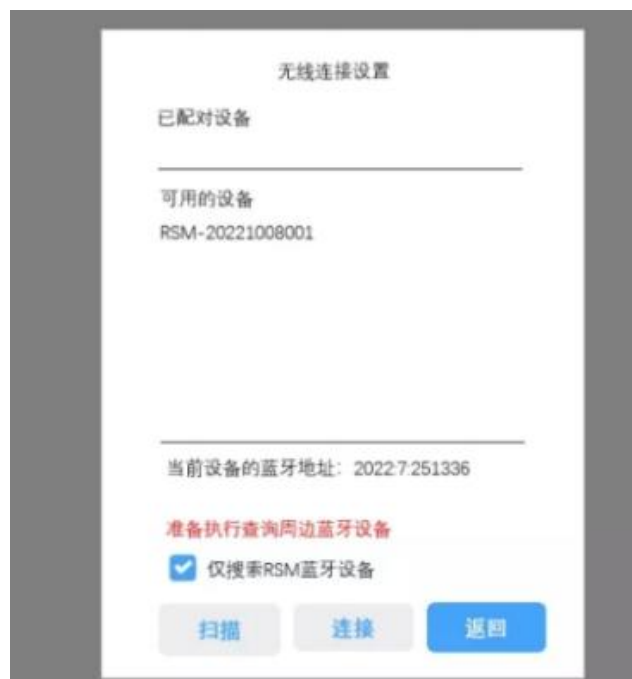 无线连接设置
已配对设备
可用的设备
RSM-20221008001
当前设备的蓝牙地址: 2022:7:251336
准备执行查询周边蓝牙设备
仅搜索RSM蓝牙设备
扫描
连接
返回